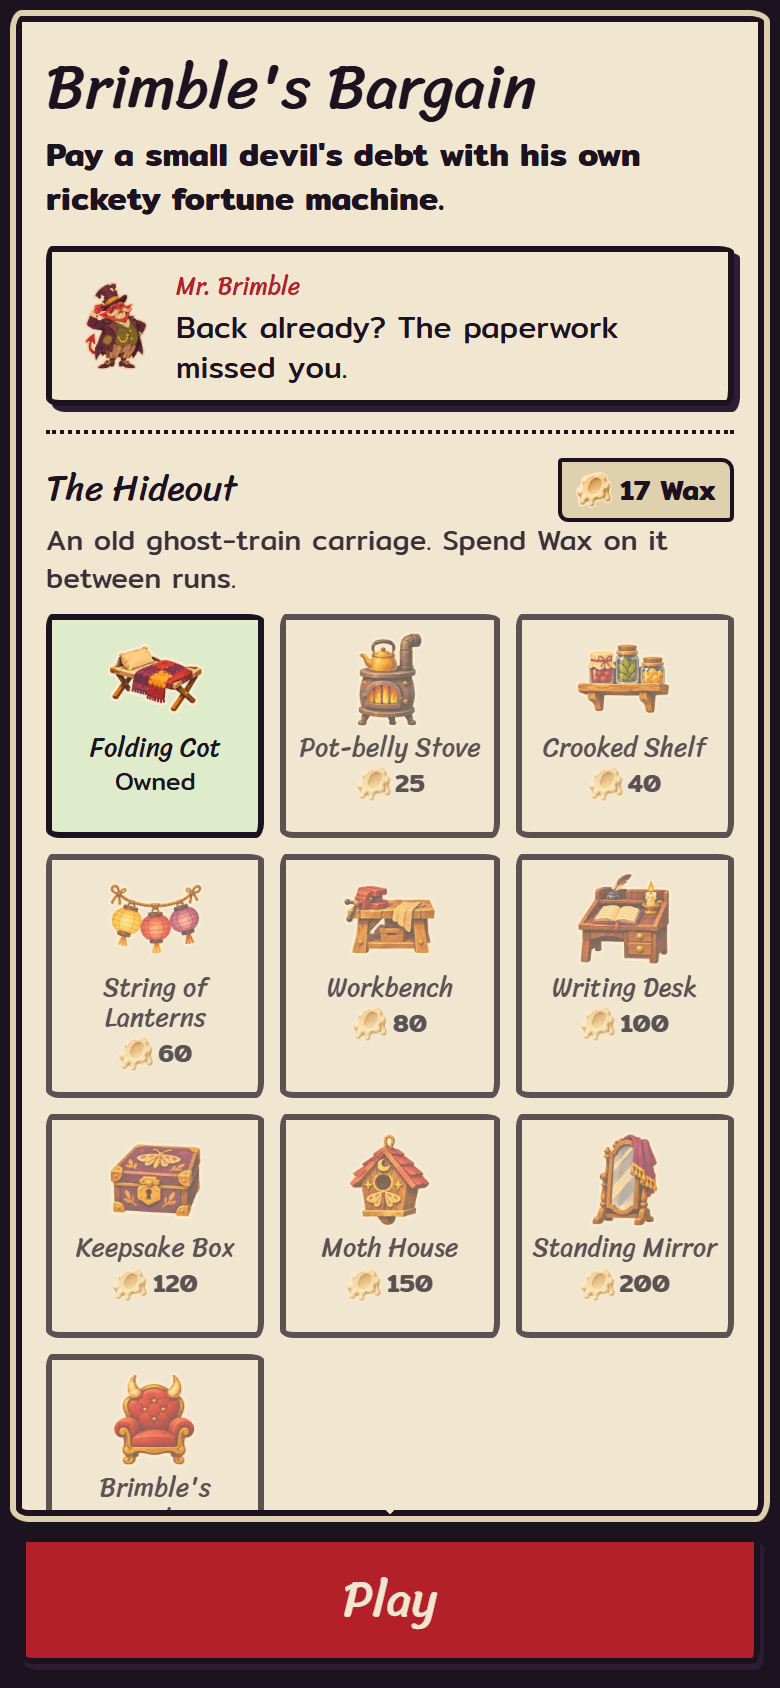 Brimble's Bargain
Pay a small devil's debt with his own
rickety fortune machine.
Mr. Brimble
Back already? The paperwork
missed you.
The Hideout
17 Wax
An old ghost-train carriage. Spend Wax on it
between runs.
Folding Cot
Owned
Pot-belly Stove
25
Crooked Shelf
40
String of
Lanterns
60
Workbench
80
Writing Desk
100
Keepsake Box
120
Moth House
150
Standing Mirror
200
Brimble's
Play